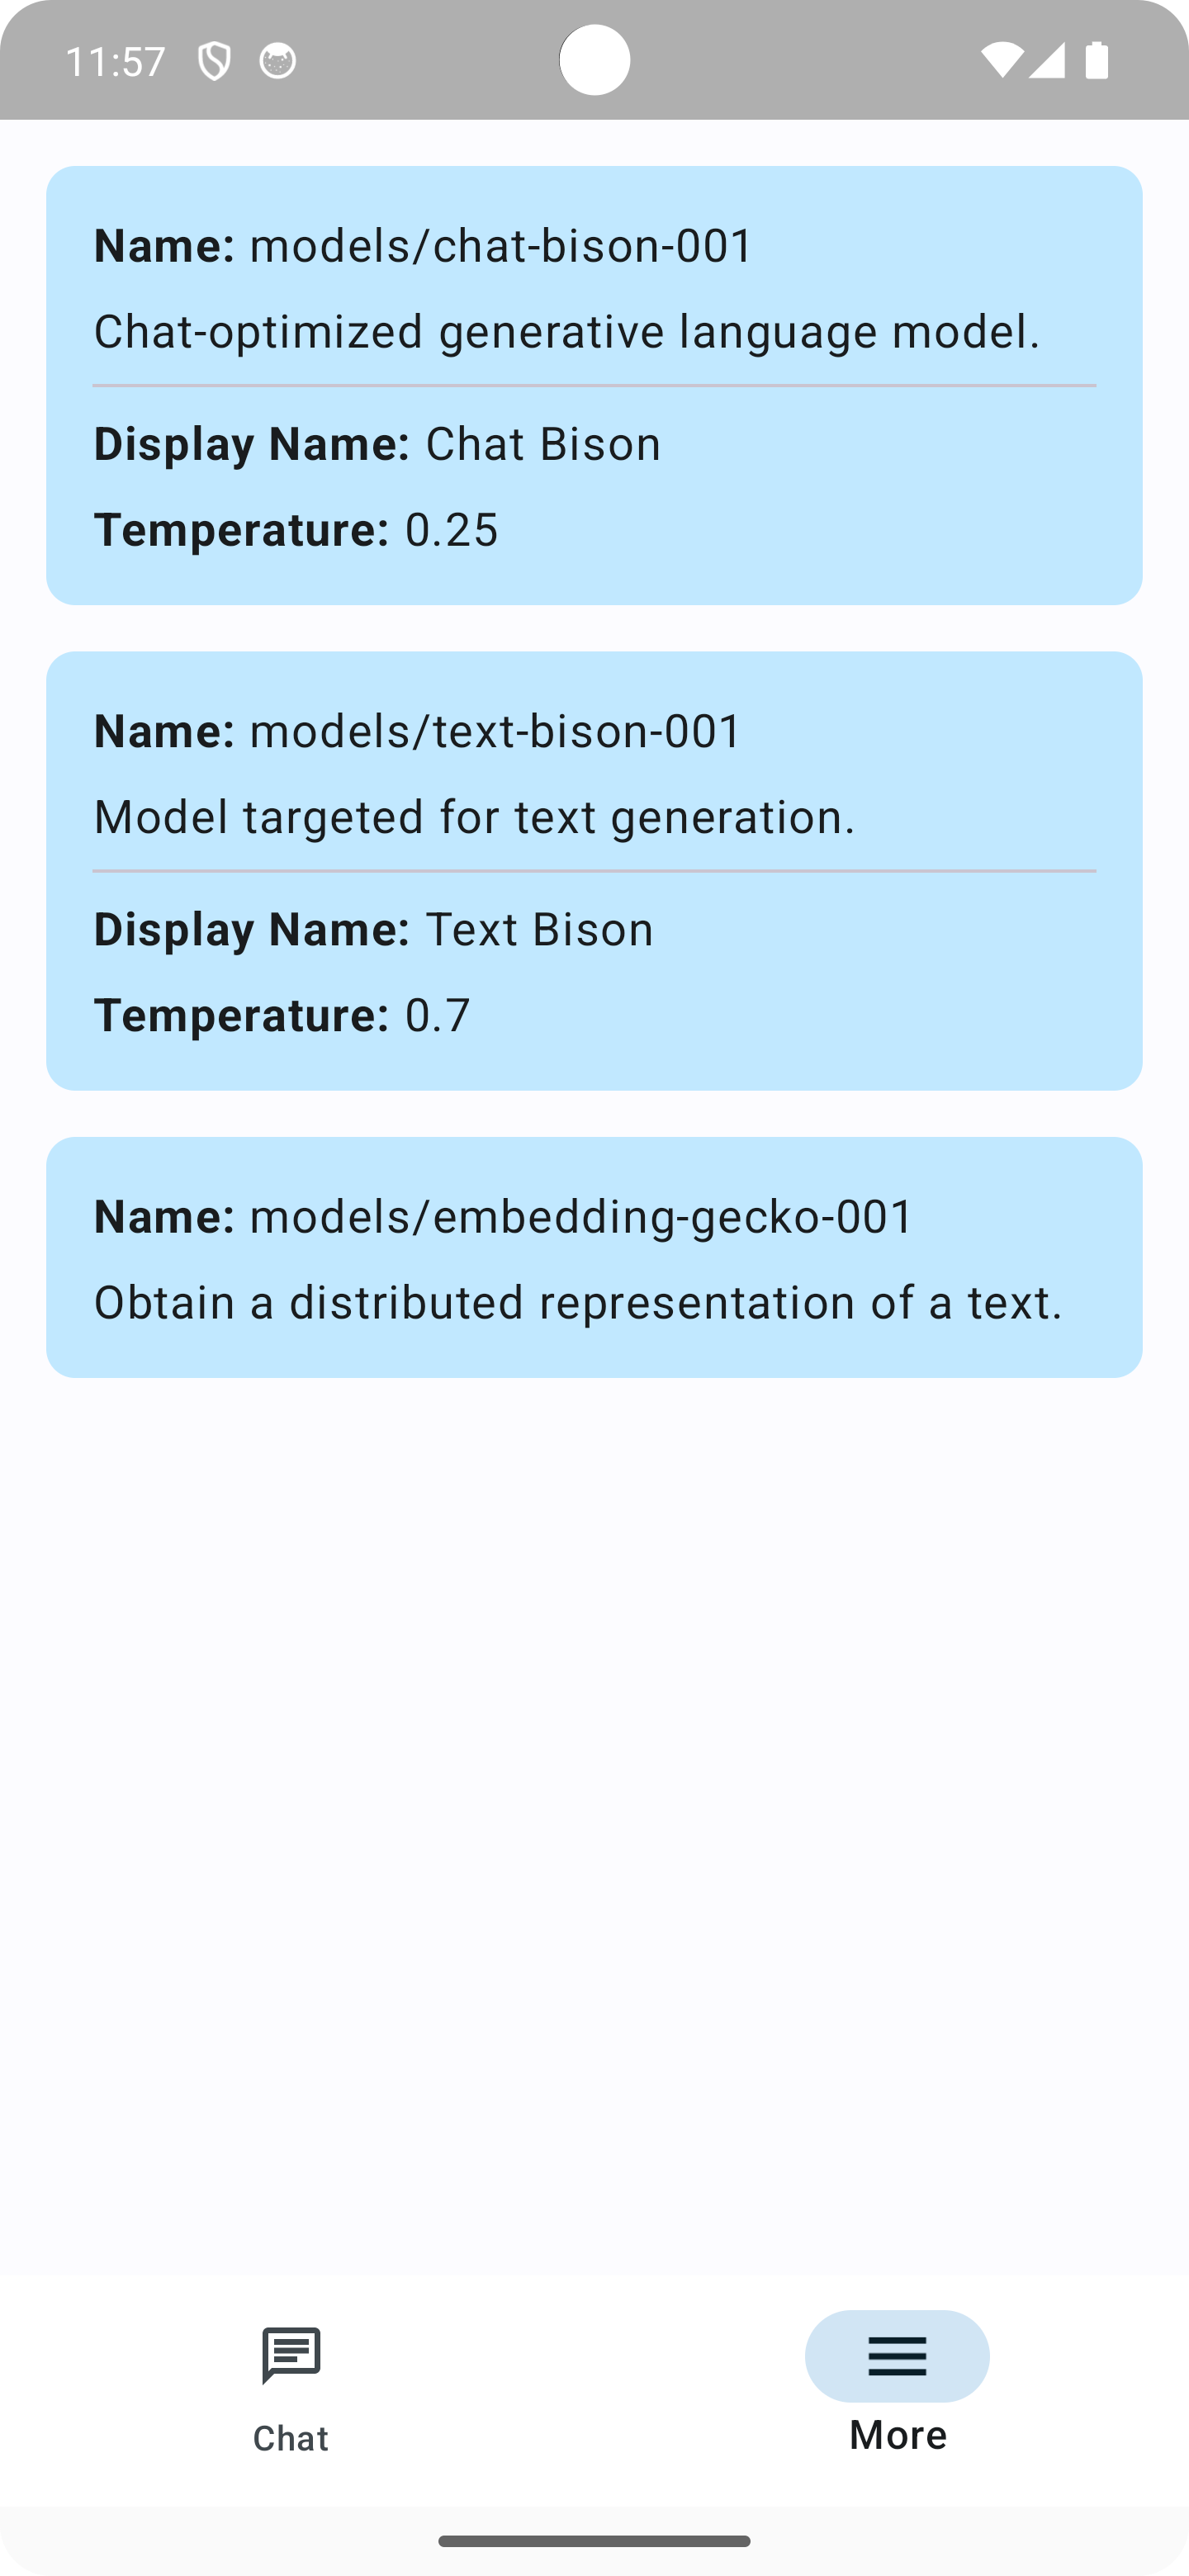 11:57
Name: models/chat-bison-001
Chat-optimized generative language model.
Display Name: Chat Bison
Temperature: 0.25
Name: models/text-bison-001
Model targeted for text generation.
Display Name: Text Bison
Temperature: 0.7
Name: models/embedding-gecko-001
Obtain a distributed representation of a text.
Chat
More